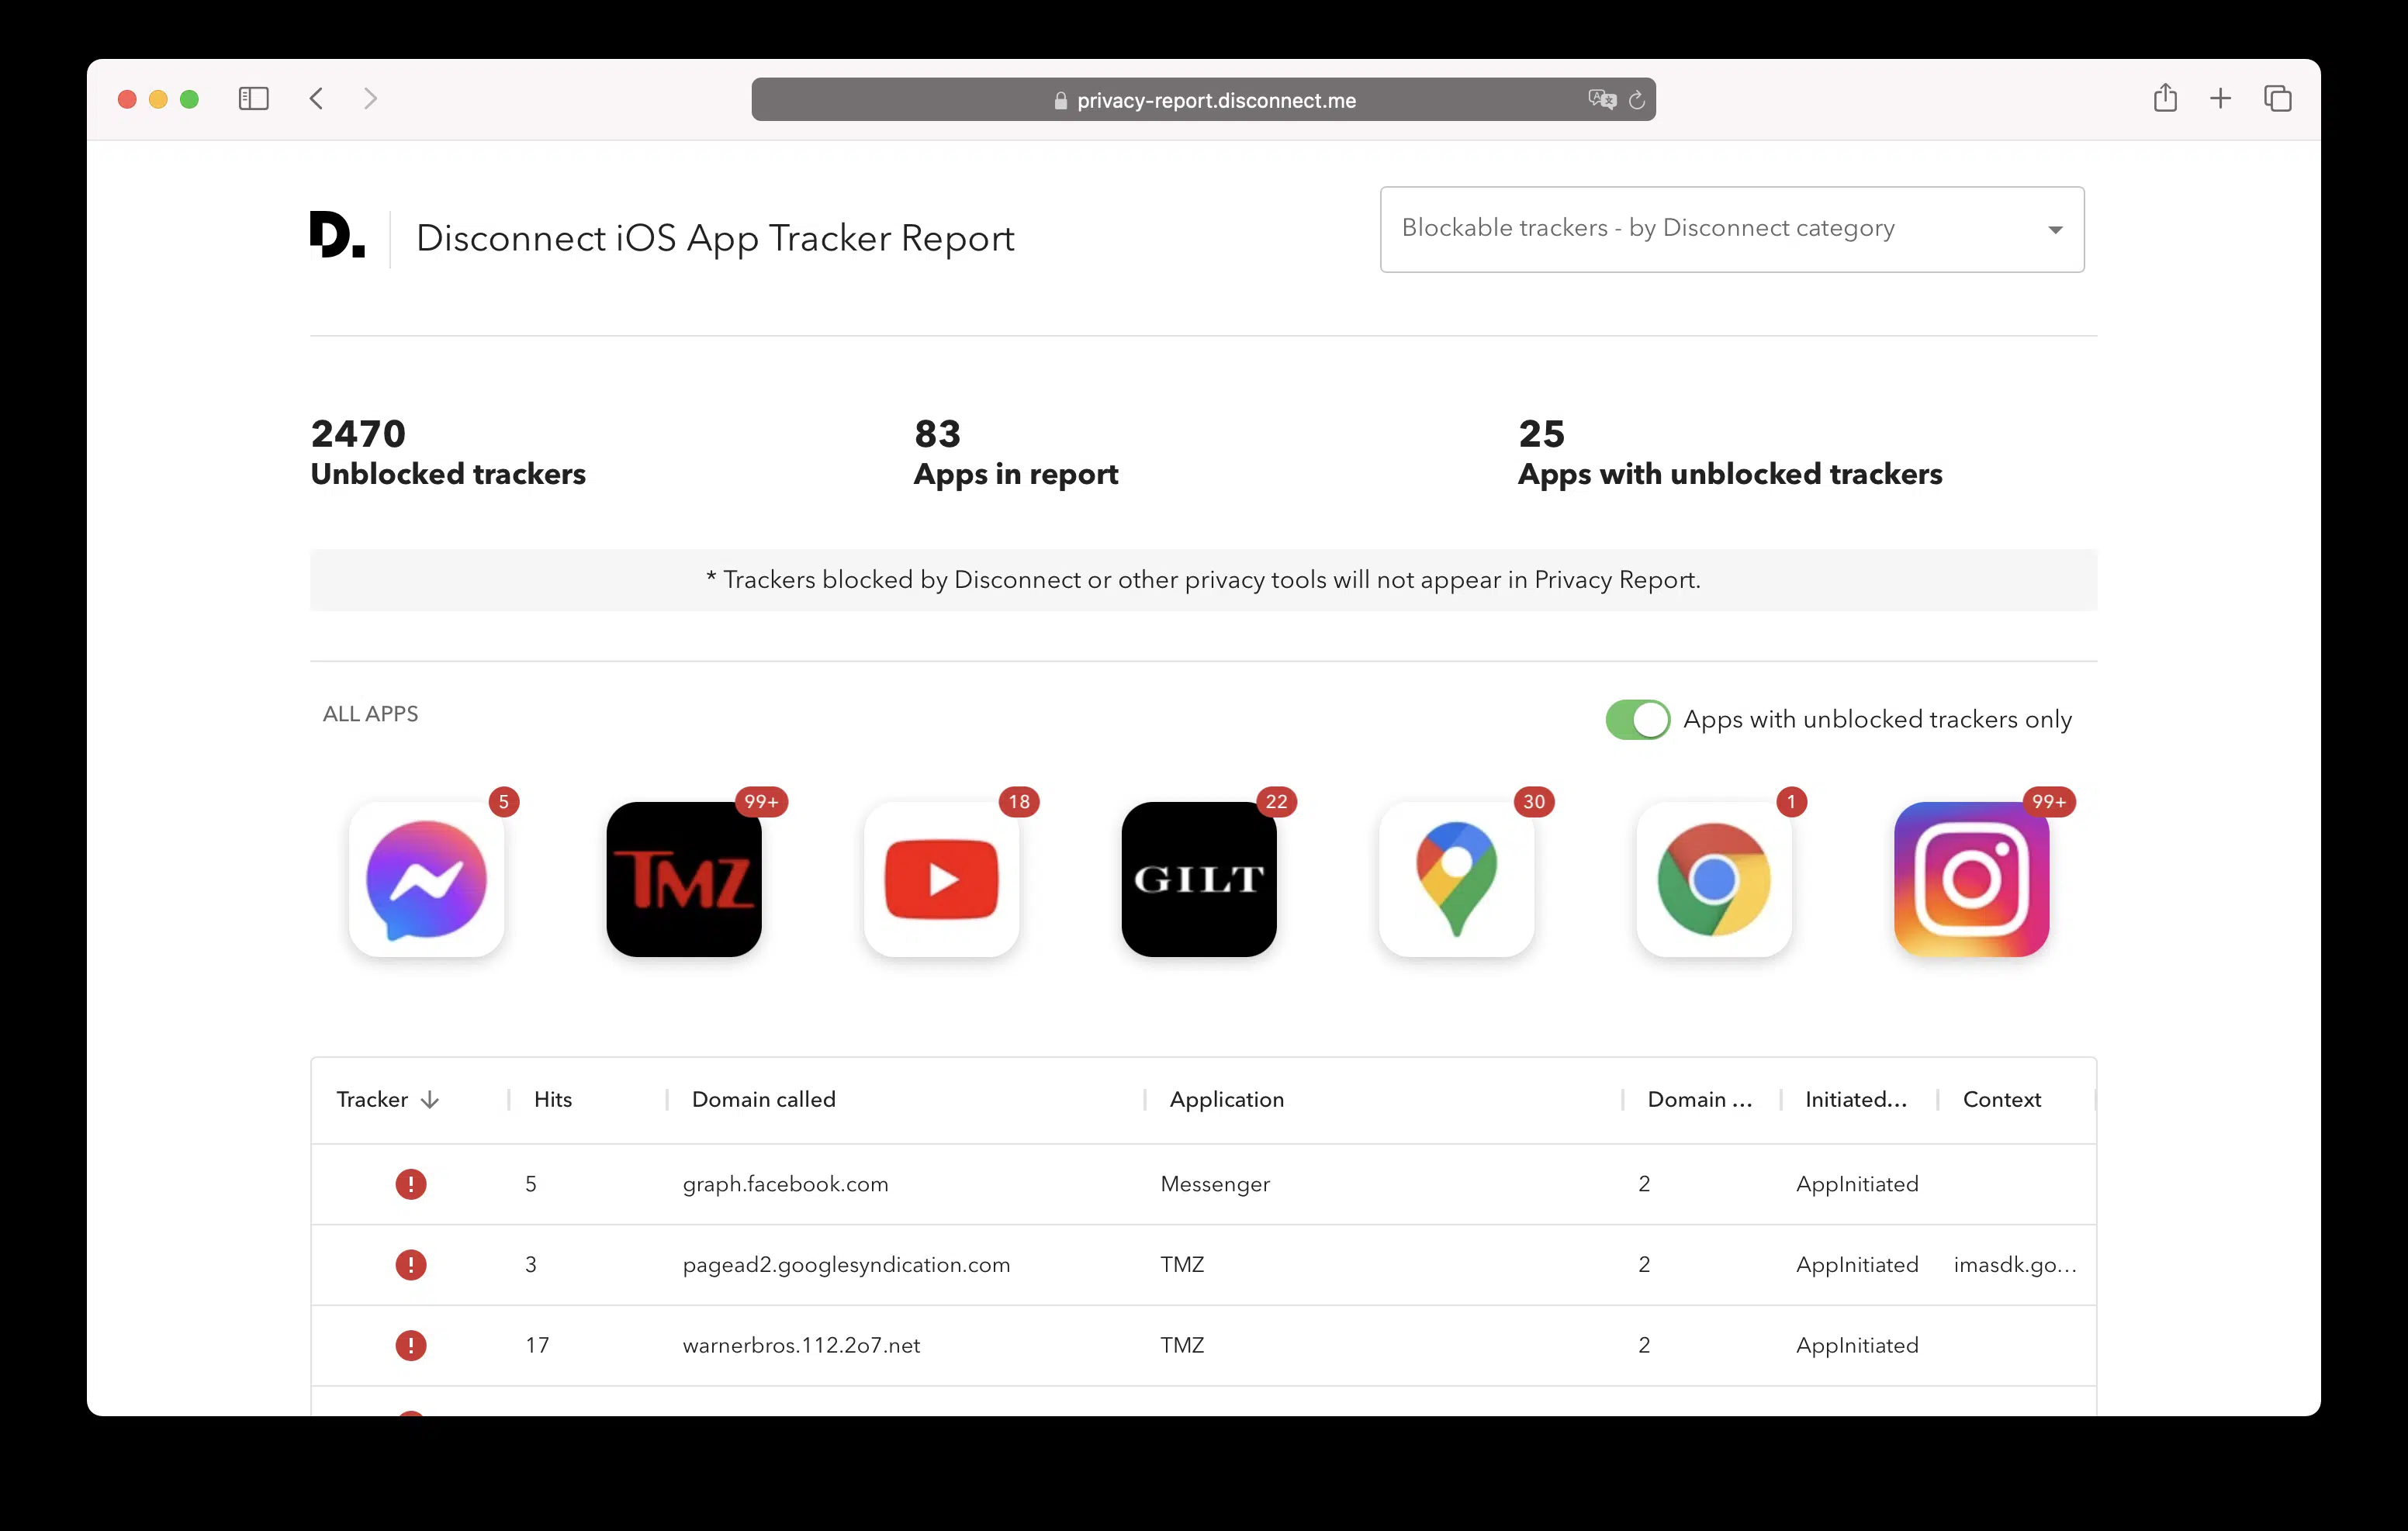 privacy-report.disconnect.me
D.
Disconnect iOS App Tracker Report
Blockable trackers - by Disconnect category
2470
Unblocked trackers
83
Apps in report
25
Apps with unblocked trackers
* Trackers blocked by Disconnect or other privacy tools will not appear in Privacy Report.
ALL APPS
Apps with unblocked trackers only
5
99+
18
22
30
1
99+
TMZ
GILT
Tracker Hits Domain called Application Domain ... Initiated... Context
! 5 graph.facebook.com Messenger 2 AppInitiated
! 3 pagead2.googlesyndication.com TMZ 2 AppInitiated imasdk.go...
! 17 warnerbros.112.2o7.net TMZ 2 AppInitiated